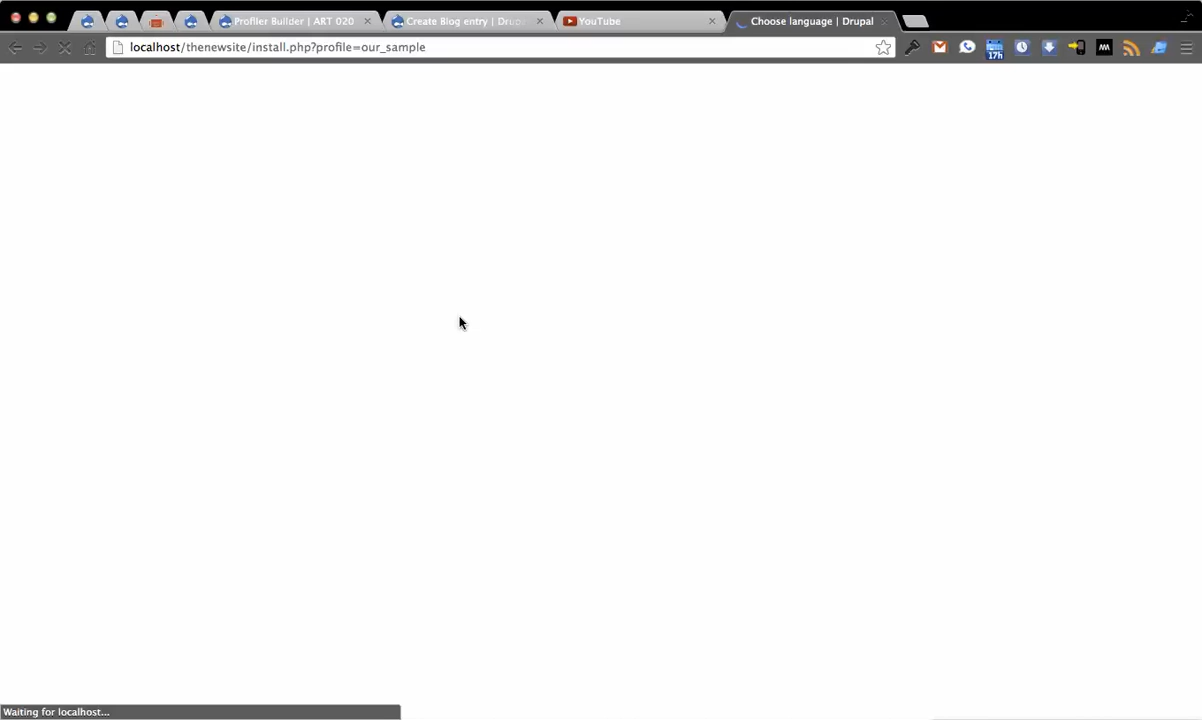 Profiler Builder | ART 020
Create Blog entry | Drup
YouTube
Choose language | Drupal
localhost/thenewsite/install.php?profile=our_sample
17h
Waiting for localhost...